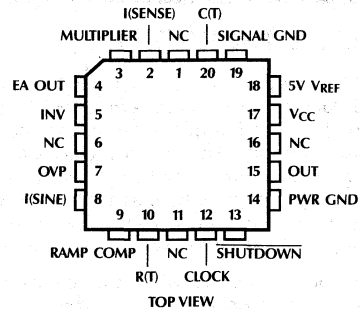 I(SENSE) C(T)
MULTIPLIER NC SIGNAL GND
3 2 1 20 19
EA OUT 4 18 5V VREF
INV 5 17 VCC
NC 6 16 NC
OVP 7 15 OUT
I(SINE) 8 14 PWR GND
9 10 11 12 13
RAMP COMP NC SHUTDOWN
R(T) CLOCK
TOP VIEW